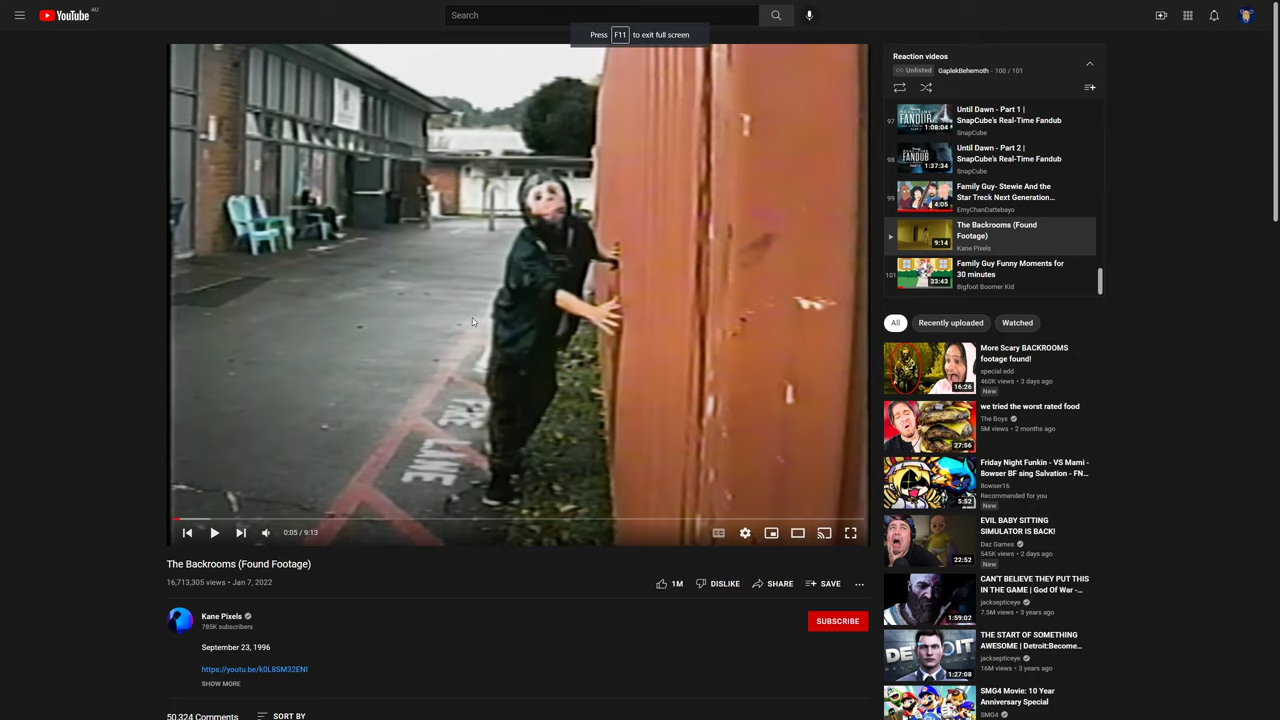 YouTube AU
Search
Press F11 to exit full screen
0:05 / 9:13
The Backrooms (Found Footage)
16,713,305 views • Jan 7, 2022
1M
DISLIKE
SHARE
SAVE
Kane Pixels
785K subscribers
SUBSCRIBE
September 23, 1996
https://youtu.be/k0L8SM32ENI
SHOW MORE
50,324 Comments
SORT BY
Reaction videos
Unlisted GaplekBehemoth - 100 / 101
97
1:08:04
Until Dawn - Part 1 |
SnapCube's Real-Time Fandub
SnapCube
98
1:37:34
Until Dawn - Part 2 |
SnapCube's Real-Time Fandub
SnapCube
99
4:05
Family Guy- Stewie And the
Star Treck Next Generation…
EmyChanDattebayo
9:14
The Backrooms (Found
Footage)
Kane Pixels
101
33:43
Family Guy Funny Moments for
30 minutes
Bigfoot Boomer Kid
All
Recently uploaded
Watched
16:26
More Scary BACKROOMS
footage found!
special edd
460K views • 3 days ago
New
27:56
we tried the worst rated food
The Boys
5M views • 2 months ago
5:52
Friday Night Funkin - VS Mami -
8owser BF sing Salvation - FN…
8owser16
Recommended for you
New
22:52
EVIL BABY SITTING
SIMULATOR IS BACK!
Daz Games
545K views • 2 days ago
New
1:59:02
CAN'T BELIEVE THEY PUT THIS
IN THE GAME | God Of War -…
jacksepticeye
7.5M views • 3 years ago
1:27:08
THE START OF SOMETHING
AWESOME | Detroit:Become…
jacksepticeye
16M views • 3 years ago
SMG4 Movie: 10 Year
Anniversary Special
SMG4